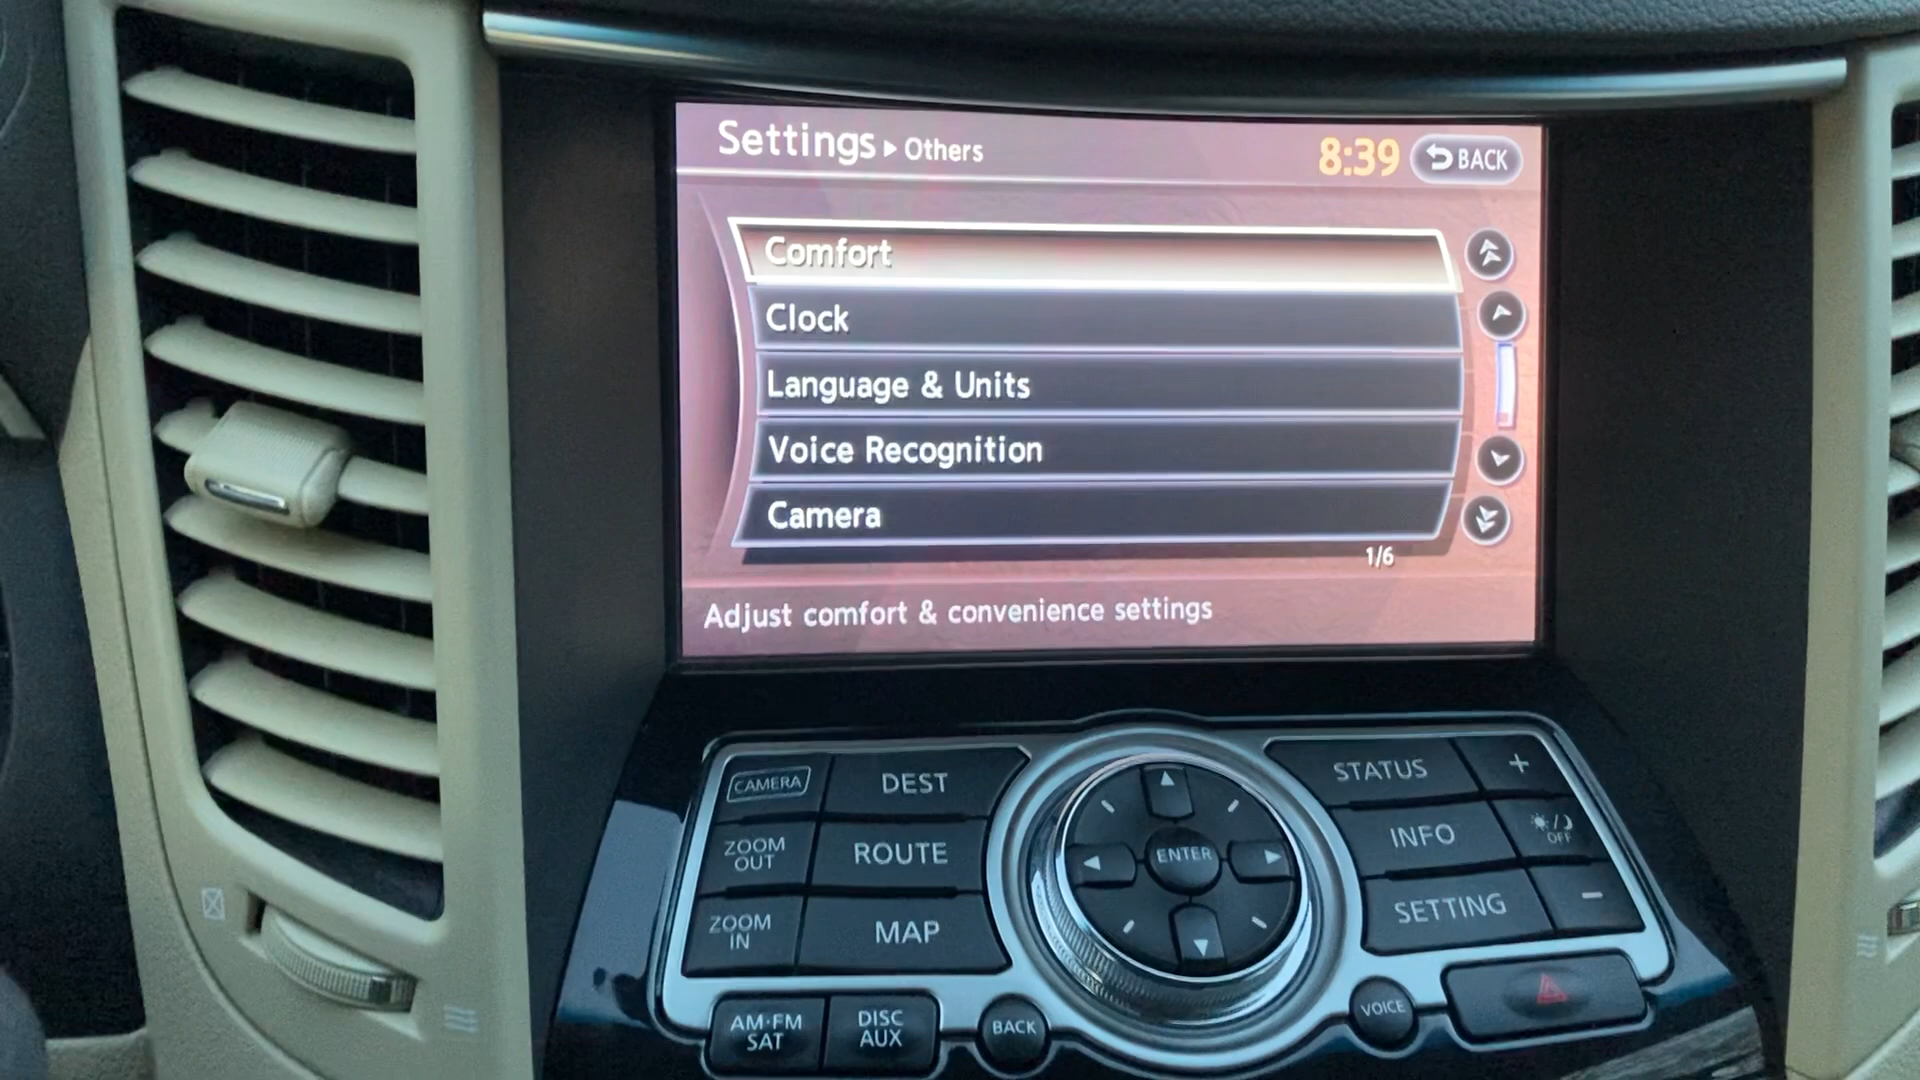 Settings ▸ Others
8:39
BACK
Comfort
Clock
Language & Units
Voice Recognition
Camera
1/6
Adjust comfort & convenience settings
CAMERA
DEST
ZOOM
OUT
ROUTE
ZOOM
IN
MAP
ENTER
STATUS
+
INFO
OFF
SETTING
−
AM·FM
SAT
DISC
AUX
BACK
VOICE